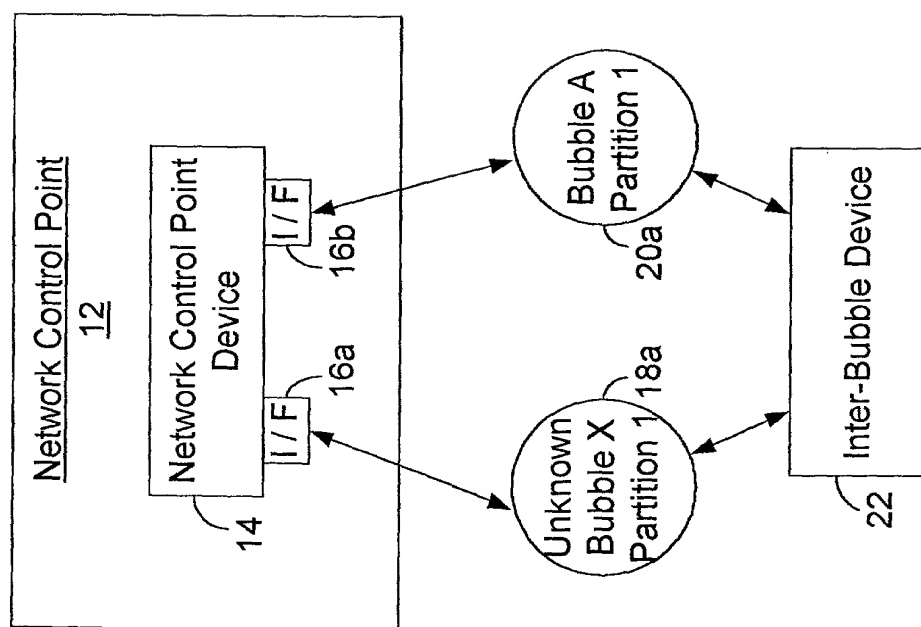 Network Control Point
12
Network Control Point
Device
14
I / F
16a
I / F
16b
Unknown
Bubble X
Partition 1
18a
Bubble A
Partition 1
20a
Inter-Bubble Device
22